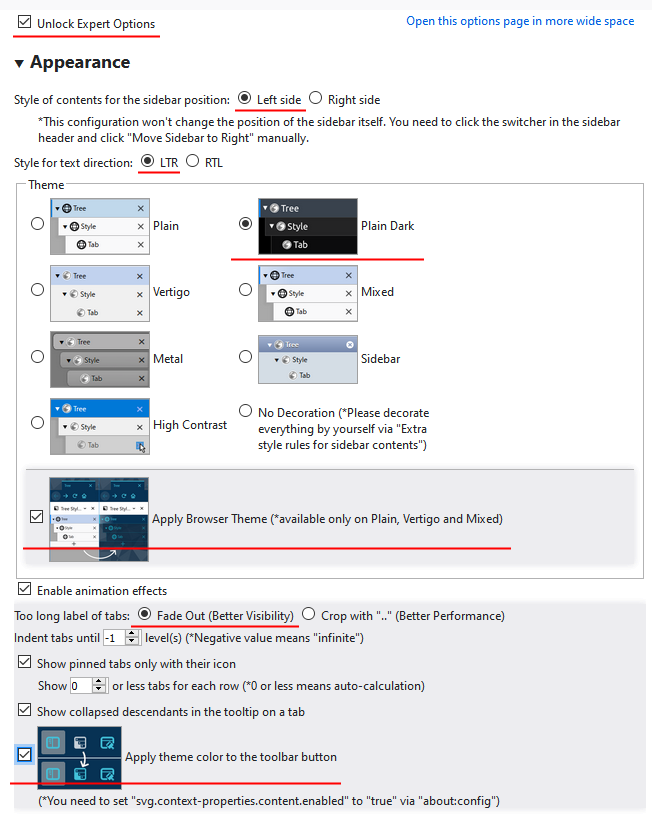 Unlock Expert Options
Open this options page in more wide space
▼ Appearance
Style of contents for the sidebar position: Left side Right side
*This configuration won't change the position of the sidebar itself. You need to click the switcher in the sidebar
header and click "Move Sidebar to Right" manually.
Style for text direction: LTR RTL
Theme
Tree
Style
Tab
Plain
Tree
Style
Tab
Plain Dark
Tree
Style
Tab
Vertigo
Tree
Style
Tab
Mixed
Tree
Style
Tab
Metal
Tree
Style
Tab
Sidebar
Tree
Style
Tab
High Contrast
No Decoration (*Please decorate
everything by yourself via "Extra
style rules for sidebar contents")
Tree Styl..
Tree Styl..
Tree
Style
Tab
Tree
Style
Tab
Apply Browser Theme (*available only on Plain, Vertigo and Mixed)
Enable animation effects
Too long label of tabs: Fade Out (Better Visibility) Crop with ".." (Better Performance)
Indent tabs until -1 level(s) (*Negative value means "infinite")
Show pinned tabs only with their icon
Show 0 or less tabs for each row (*0 or less means auto-calculation)
Show collapsed descendants in the tooltip on a tab
Apply theme color to the toolbar button
(*You need to set "svg.context-properties.content.enabled" to "true" via "about:config")